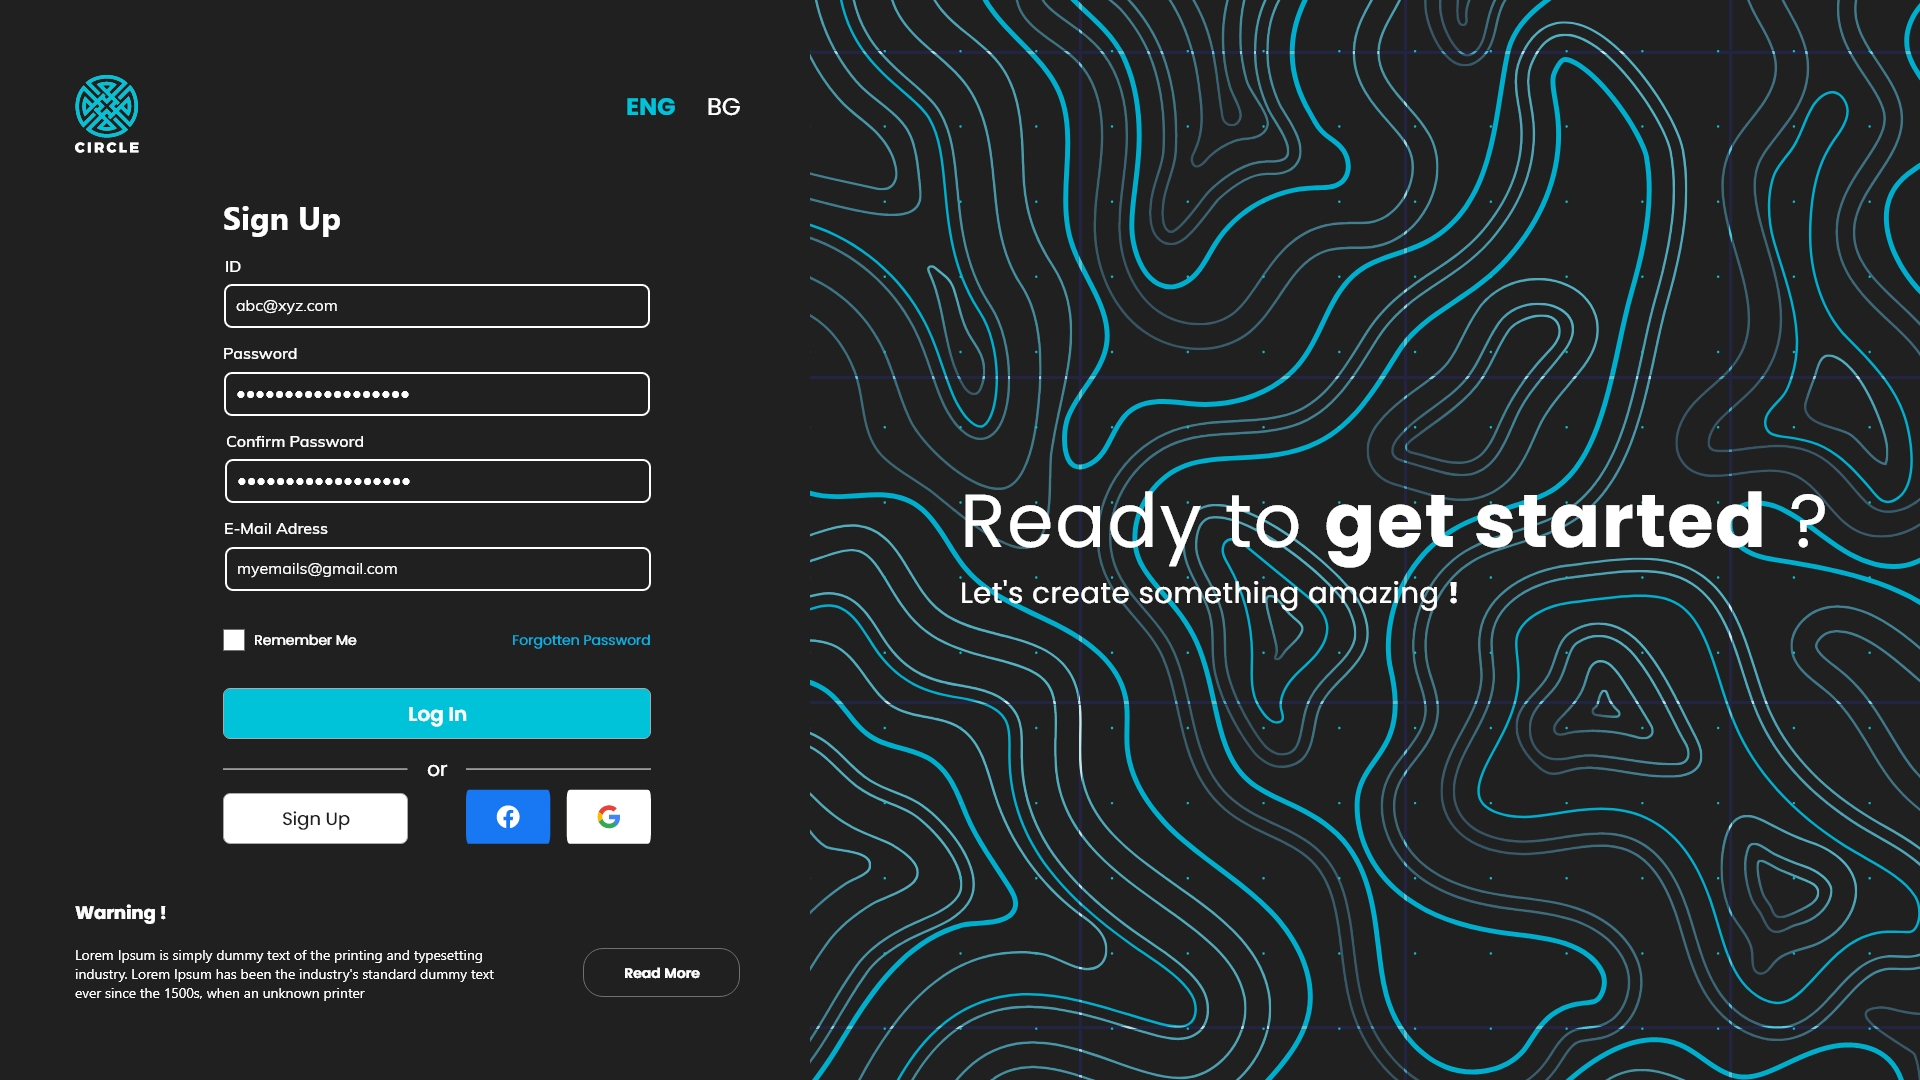 CIRCLE
ENG BG
Sign Up
ID
abc@xyz.com
Password
••••••••••••••••••
Confirm Password
••••••••••••••••••
E-Mail Adress
myemails@gmail.com
Remember Me Forgotten Password
Log In
or
Sign Up
Warning !
Lorem Ipsum is simply dummy text of the printing and typesetting
industry. Lorem Ipsum has been the industry's standard dummy text
ever since the 1500s, when an unknown printer
Read More
Ready to get started ?
Let's create something amazing !